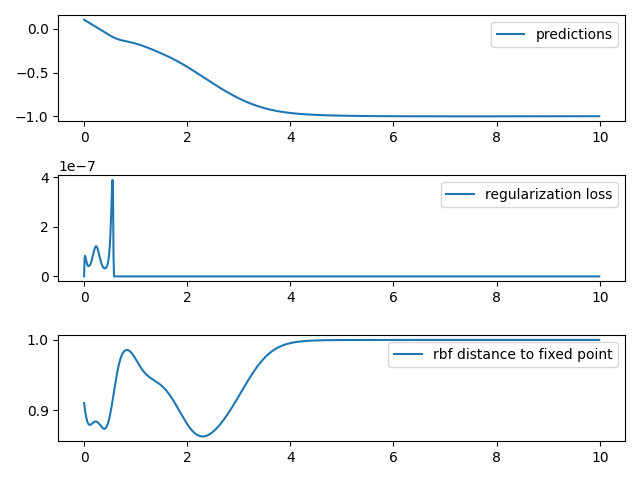 0.0
predictions
−0.5
−1.0
0 2 4 6 8 10
1e−7
4
regularization loss
2
0
0 2 4 6 8 10
1.0
rbf distance to fixed point
0.9
0 2 4 6 8 10